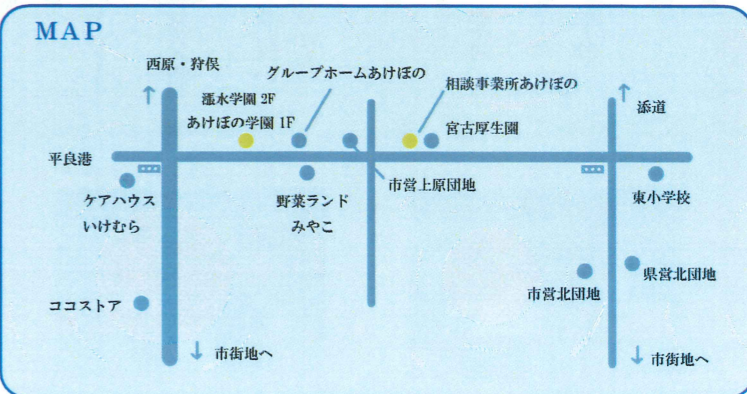 MAP
西原・狩俣
グループホームあけぼの
相談事業所あけぼの
漲水学園 2F
あけぼの学園 1F
添道
宮古厚生園
平良港
市営上原団地
ケアハウス
いけむら
野菜ランド
みやこ
東小学校
県営北団地
市営北団地
ココストア
市街地へ
市街地へ